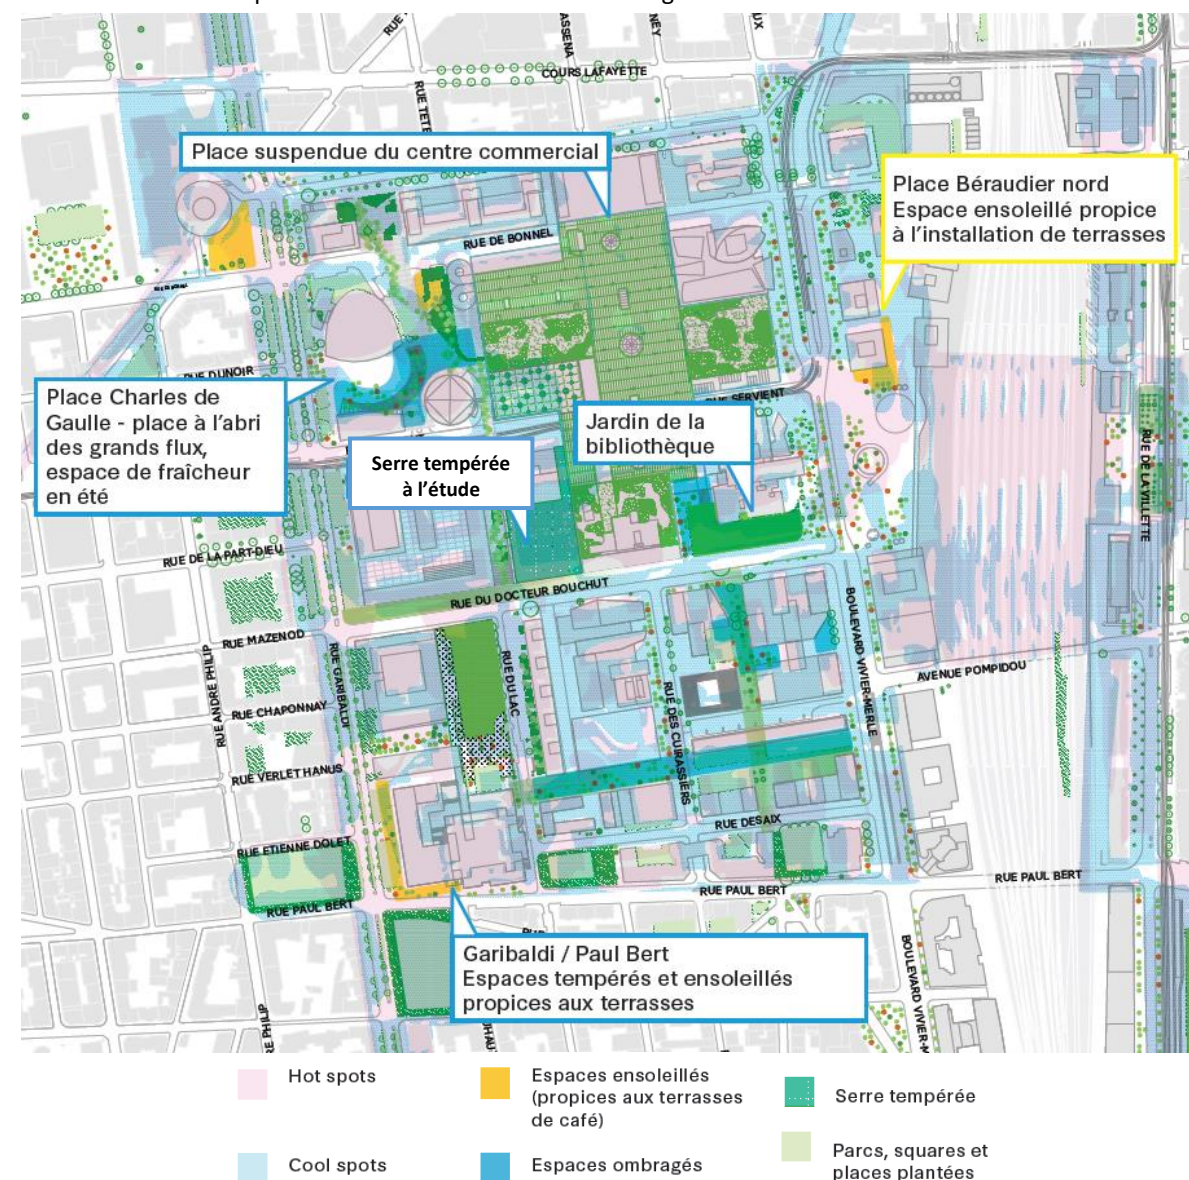 COURS LAFAYETTE
Place suspendue du centre commercial
Place Béraudier nord
Espace ensoleillé propice
à l'installation de terrasses
RUE DE BONNEL
RUE DUNOIR
RUE SERVIENT
Place Charles de
Gaulle - place à l'abri
des grands flux,
espace de fraîcheur
en été
Jardin de la
bibliothèque
Serre tempérée
à l'étude
RUE DE LA VILLETTE
RUE DE LA PART-DIEU
RUE DU DOCTEUR BOUCHUT
RUE MAZENOD
RUE ANDRE PHILIP
RUE GARIBALDI
RUE DU LAC
RUE DES CUIRASSIERS
BOULEVARD VIVIER-MERLE
AVENUE POMPIDOU
RUE CHAPONNAY
RUE VERLET HANUS
RUE DESAIX
RUE ETIENNE DOLET
RUE PAUL BERT
RUE PAUL BERT
RUE PAUL BERT
Garibaldi / Paul Bert
Espaces tempérés et ensoleillés
propices aux terrasses
BOULEVARD VIVIER-M
RE PHILIP
Hot spots
Espaces ensoleillés
(propices aux terrasses
de café)
Serre tempérée
Cool spots
Espaces ombragés
Parcs, squares et
places plantées